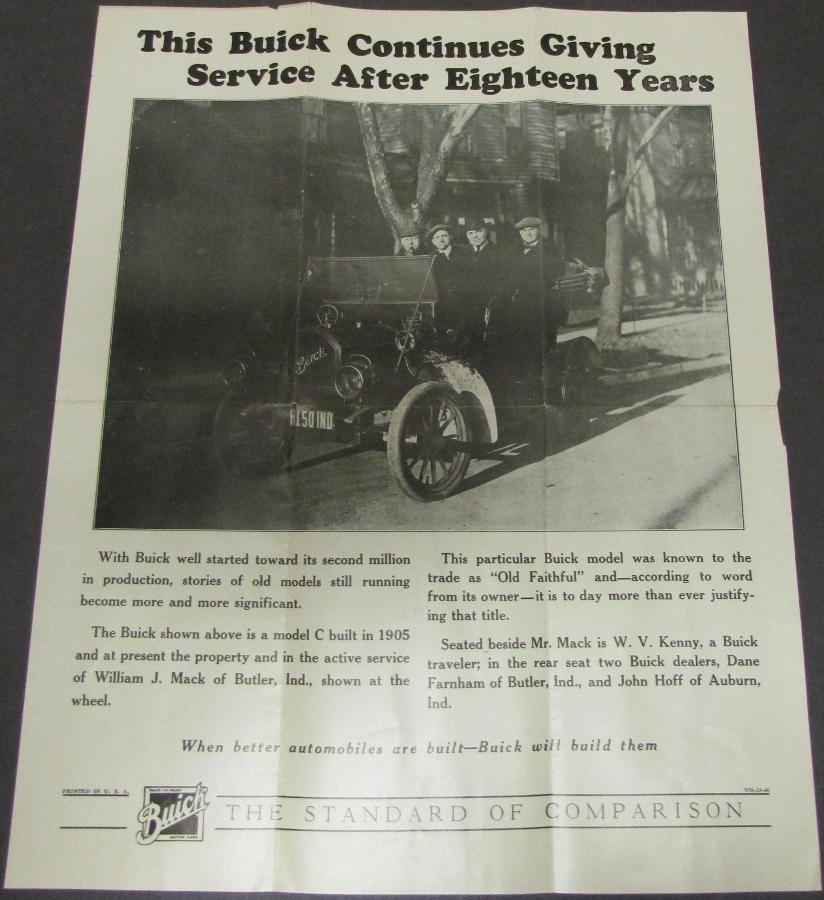 This Buick Continues Giving
Service After Eighteen Years
Buick
150 IND.
With Buick well started toward its second million
in production, stories of old models still running
become more and more significant.
The Buick shown above is a model C built in 1905
and at present the property and in the active service
of William J. Mack of Butler, Ind., shown at the
wheel.
This particular Buick model was known to the
trade as "Old Faithful" and—according to word
from its owner—it is to day more than ever justify-
ing that title.
Seated beside Mr. Mack is W. V. Kenny, a Buick
traveler; in the rear seat two Buick dealers, Dane
Farnham of Butler, Ind., and John Hoff of Auburn,
Ind.
When better automobiles are built—Buick will build them
PRINTED IN U. S. A.
Buick
MOTOR CARS
THE STANDARD OF COMPARISON